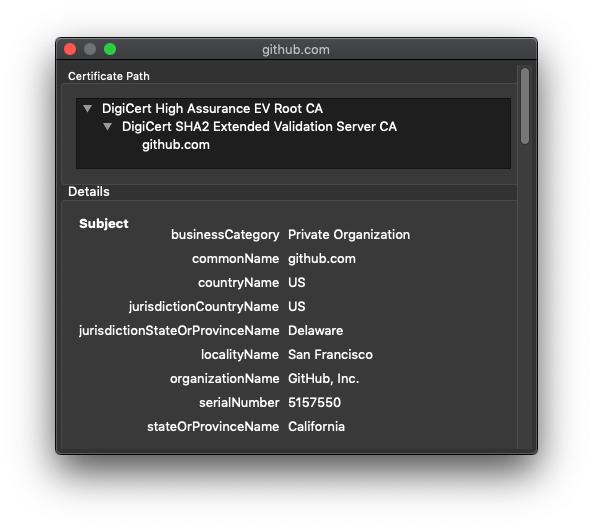 github.com
Certificate Path
DigiCert High Assurance EV Root CA
DigiCert SHA2 Extended Validation Server CA
github.com
Details
Subject
businessCategory Private Organization
commonName github.com
countryName US
jurisdictionCountryName US
jurisdictionStateOrProvinceName Delaware
localityName San Francisco
organizationName GitHub, Inc.
serialNumber 5157550
stateOrProvinceName California